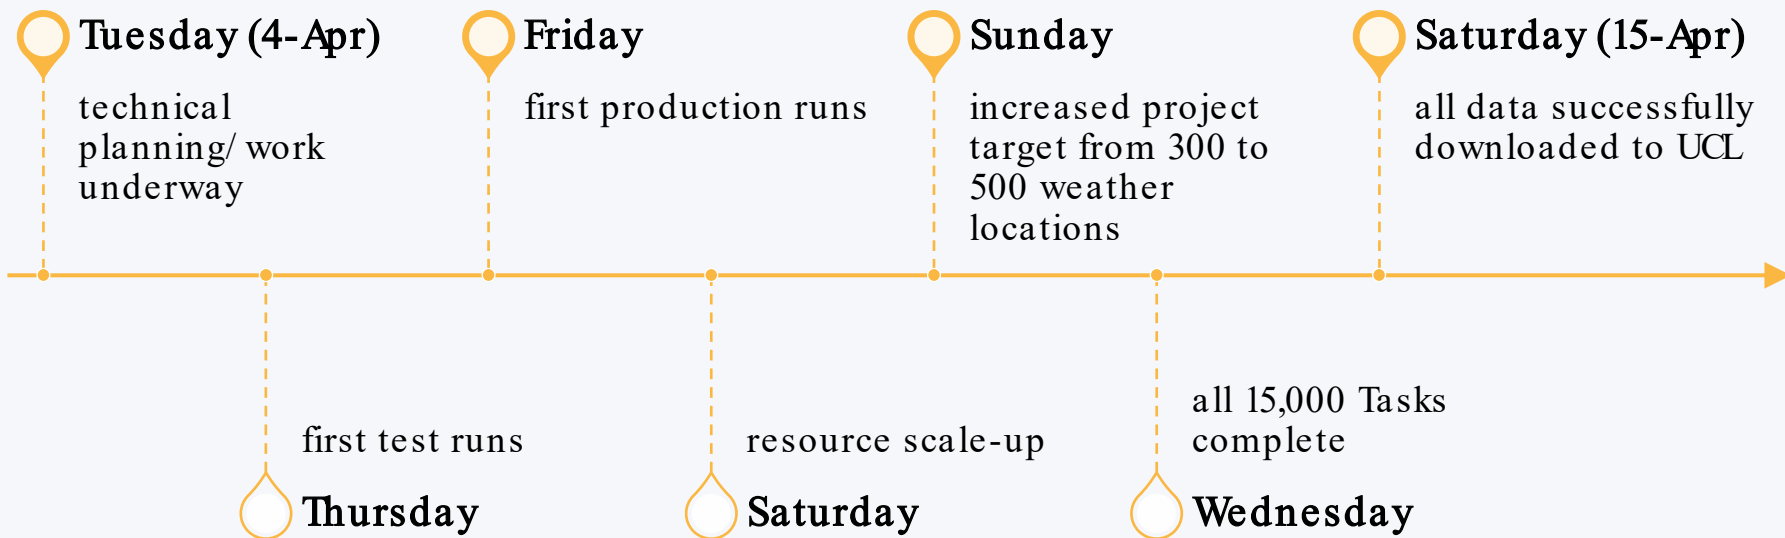 Tuesday (4-Apr)
technical
planning/ work
underway
first test runs
Thursday
Friday
first production runs
resource scale-up
Saturday
Sunday
increased project
target from 300 to
500 weather
locations
all 15,000 Tasks
complete
Wednesday
Saturday (15-Apr)
all data successfully
downloaded to UCL